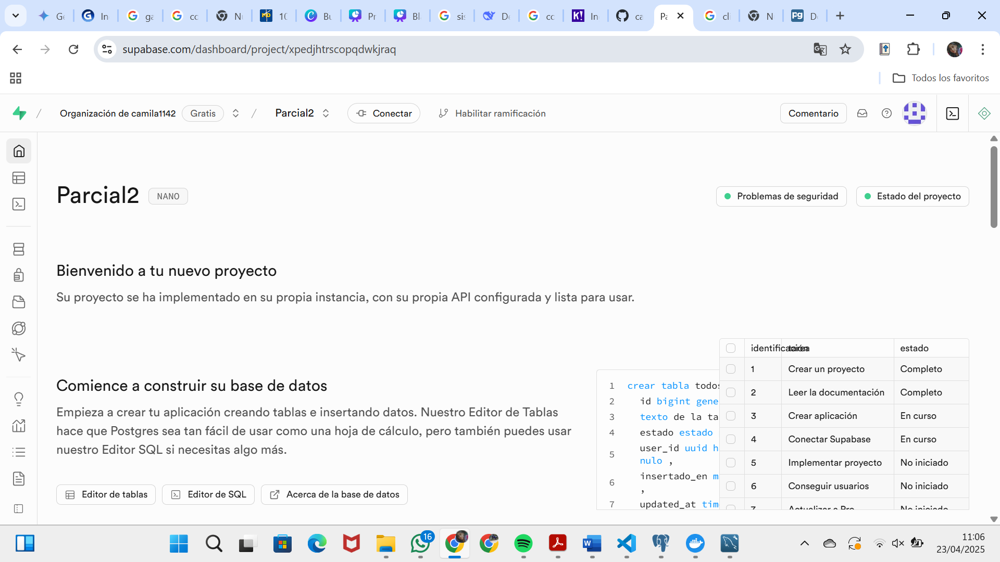 Ge
In
ga
cc
Nu
10
Bu
Pr
Bl
sis
De
cc
In
ca
Pa
cli
N
De
supabase.com/dashboard/project/xpedjhtrscopqdwkjraq
Todos los favoritos
/ Organización de camila1142 Gratis / Parcial2 Conectar Habilitar ramificación Comentario
Parcial2 NANO
Problemas de seguridad
Estado del proyecto
Bienvenido a tu nuevo proyecto
Su proyecto se ha implementado en su propia instancia, con su propia API configurada y lista para usar.
Comience a construir su base de datos
Empieza a crear tu aplicación creando tablas e insertando datos. Nuestro Editor de Tablas
hace que Postgres sea tan fácil de usar como una hoja de cálculo, pero también puedes usar
nuestro Editor SQL si necesitas algo más.
Editor de tablas
Editor de SQL
Acerca de la base de datos
1 crear tabla todos
2 id bigint gene
3 texto de la ta
4 estado estado
5 user_id uuid h
nulo ,
6 insertado_en m
,
7 updated_at tim
identificación tarea estado
1 Crear un proyecto Completo
2 Leer la documentación Completo
3 Crear aplicación En curso
4 Conectar Supabase En curso
5 Implementar proyecto No iniciado
6 Conseguir usuarios No iniciado
7 Actualizar a Pro No iniciado
16
11:06
23/04/2025